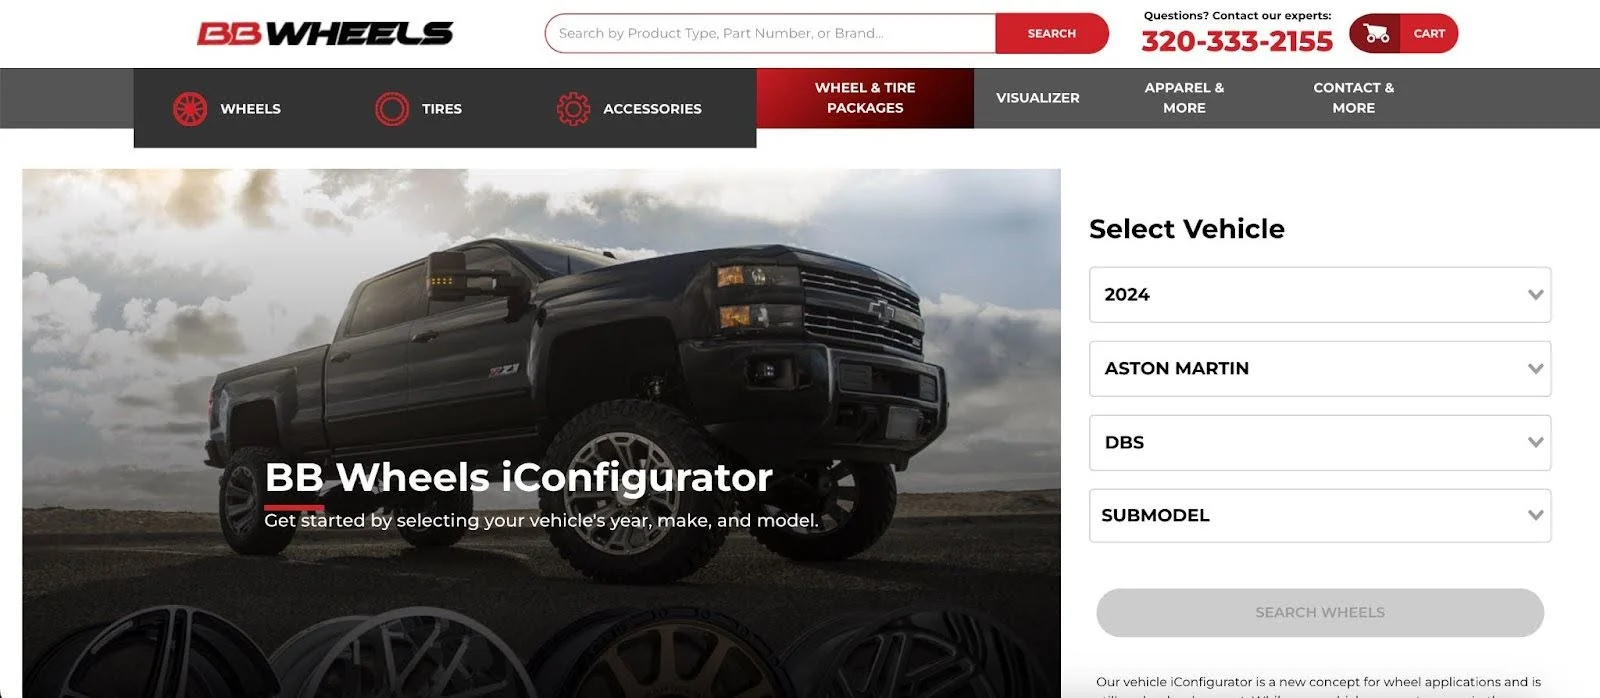 BBWHEELS
Search by Product Type, Part Number, or Brand...
SEARCH
Questions? Contact our experts:
320-333-2155
CART
WHEELS
TIRES
ACCESSORIES
WHEEL & TIRE
PACKAGES
VISUALIZER
APPAREL &
MORE
CONTACT &
MORE
Z71
BB Wheels iConfigurator
Get started by selecting your vehicle's year, make, and model.
Select Vehicle
2024
ASTON MARTIN
DBS
SUBMODEL
SEARCH WHEELS
Our vehicle iConfigurator is a new concept for wheel applications and is